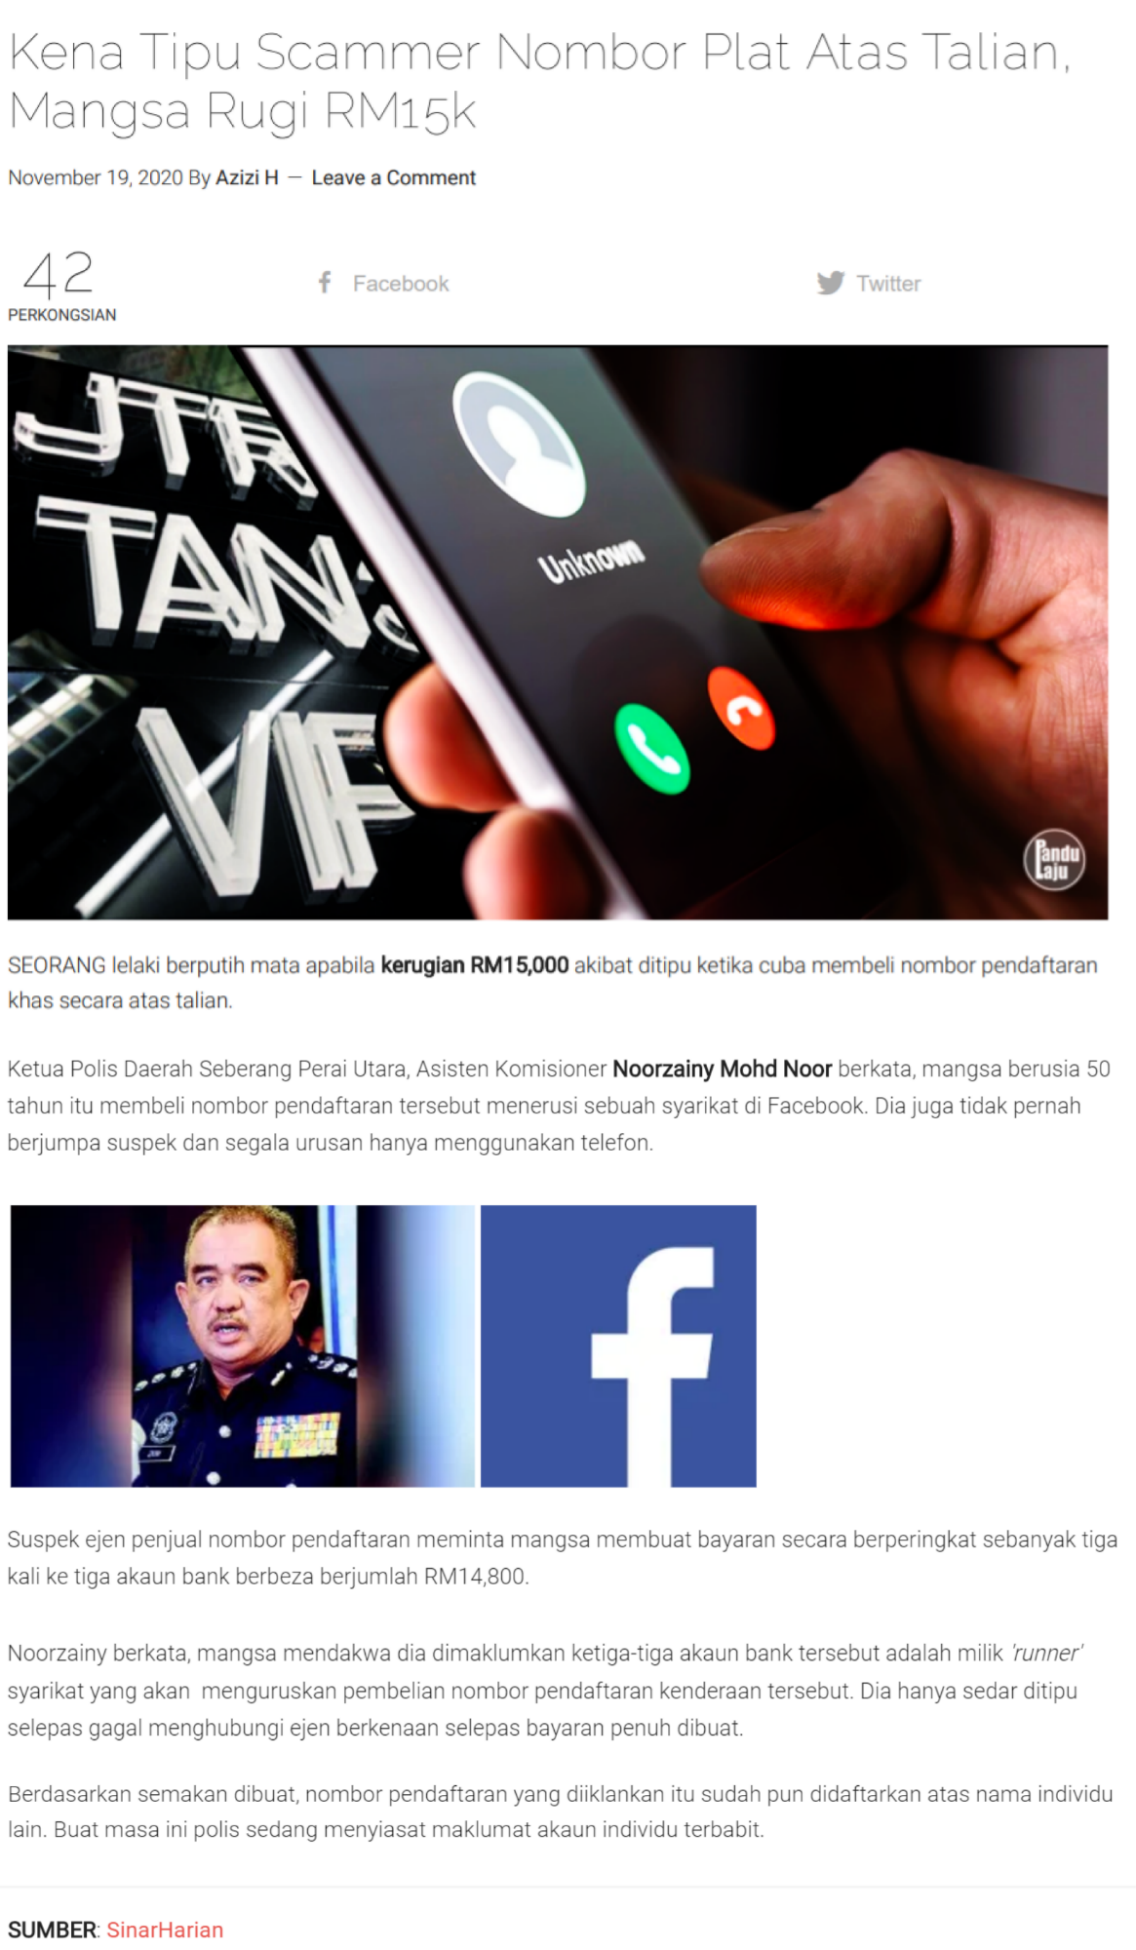 Kena Tipu Scammer Nombor Plat Atas Talian,
Mangsa Rugi RM15k
November 19, 2020 By Azizi H — Leave a Comment
42
PERKONGSIAN
Facebook
Twitter
JTR
TAN
VIP
Unknown
Pandu
Laju
SEORANG lelaki berputih mata apabila kerugian RM15,000 akibat ditipu ketika cuba membeli nombor pendaftaran
khas secara atas talian.
Ketua Polis Daerah Seberang Perai Utara, Asisten Komisioner Noorzainy Mohd Noor berkata, mangsa berusia 50
tahun itu membeli nombor pendaftaran tersebut menerusi sebuah syarikat di Facebook. Dia juga tidak pernah
berjumpa suspek dan segala urusan hanya menggunakan telefon.
f
Suspek ejen penjual nombor pendaftaran meminta mangsa membuat bayaran secara berperingkat sebanyak tiga
kali ke tiga akaun bank berbeza berjumlah RM14,800.
Noorzainy berkata, mangsa mendakwa dia dimaklumkan ketiga-tiga akaun bank tersebut adalah milik 'runner'
syarikat yang akan  menguruskan pembelian nombor pendaftaran kenderaan tersebut. Dia hanya sedar ditipu
selepas gagal menghubungi ejen berkenaan selepas bayaran penuh dibuat.
Berdasarkan semakan dibuat, nombor pendaftaran yang diiklankan itu sudah pun didaftarkan atas nama individu
lain. Buat masa ini polis sedang menyiasat maklumat akaun individu terbabit.
SUMBER: SinarHarian